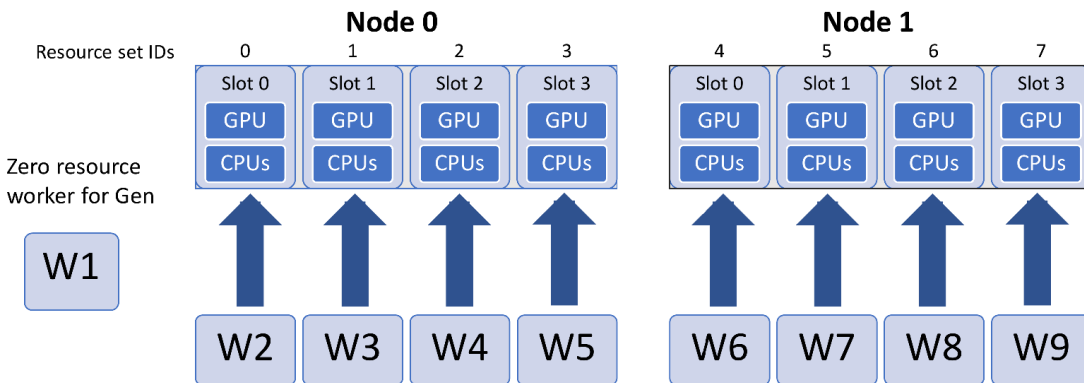 Node 0 Node 1
Resource set IDs 0 1 2 3 4 5 6 7
Slot 0 Slot 1 Slot 2 Slot 3 Slot 0 Slot 1 Slot 2 Slot 3
GPU GPU GPU GPU GPU GPU GPU GPU
CPUs CPUs CPUs CPUs CPUs CPUs CPUs CPUs
Zero resource
worker for Gen
W1
W2 W3 W4 W5 W6 W7 W8 W9